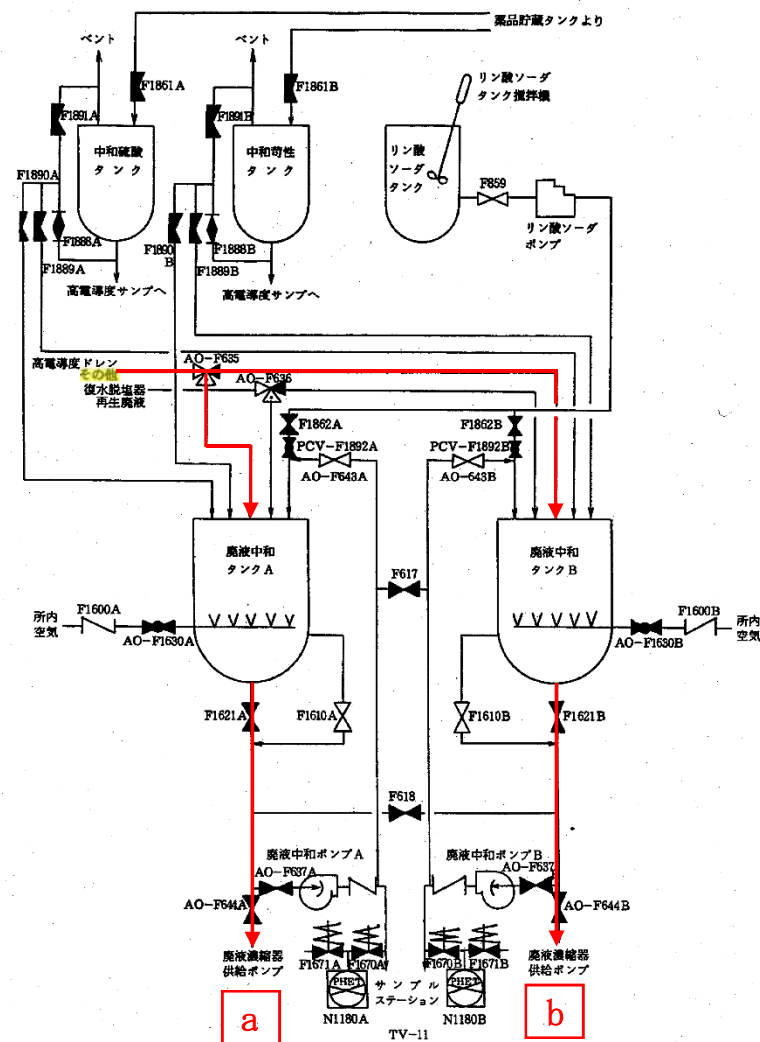 薬品貯蔵タンクより
ベント
ベント
F1861A
F1861B
リン酸ソーダ
タンク攪拌機
F1891A
F1891B
中和硫酸
タンク
中和苛性
タンク
リン酸
ソーダ
タンク
F859
リン酸ソーダ
ポンプ
F1890A
F1888A
F1889A
F1890
B
F1888B
F1889B
高電導度サンプへ
高電導度サンプへ
高電導度ドレン
その他
AO-F635
復水脱塩器
再生廃液
AO-F636
F1862A
F1862B
PCV-F1892A
PCV-F1892B
AO-F643A
AO-643B
廃液中和
タンクA
廃液中和
タンクB
F617
所内
空気
F1600A
AO-F1630A
F1600B
AO-F1630B
所内
空気
F1621A
F1610A
F1610B
F1621B
F618
廃液中和ポンプA
廃液中和ポンプB
AO-F637A
AO-F637
AO-F644A
AO-F644B
廃液濃縮器
供給ポンプ
F1671A
F1670A
F1670B
F1671B
廃液濃縮器
供給ポンプ
PHET
PHET
サンプル
ステーション
N1180A
N1180B
a
b
TV-11